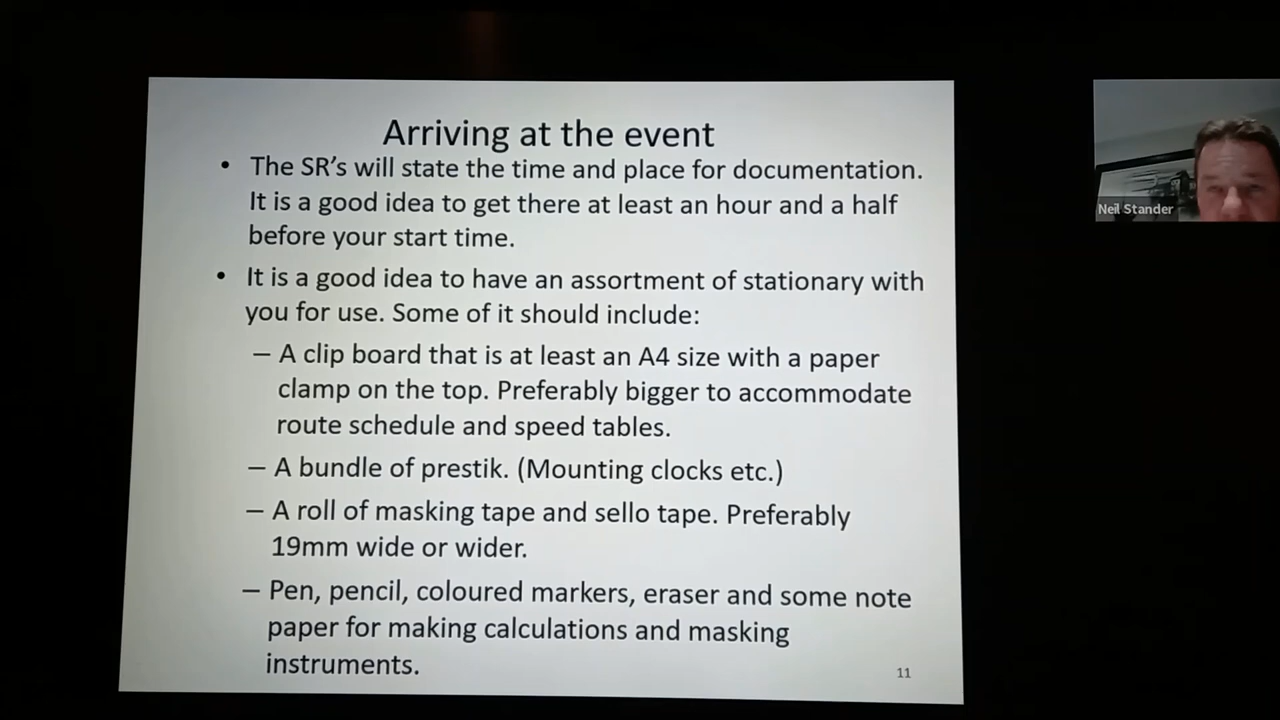 Arriving at the event
• The SR's will state the time and place for documentation.
It is a good idea to get there at least an hour and a half
before your start time.
• It is a good idea to have an assortment of stationary with
you for use. Some of it should include:
– A clip board that is at least an A4 size with a paper
clamp on the top. Preferably bigger to accommodate
route schedule and speed tables.
– A bundle of prestik. (Mounting clocks etc.)
– A roll of masking tape and sello tape. Preferably
19mm wide or wider.
– Pen, pencil, coloured markers, eraser and some note
paper for making calculations and masking
instruments.
11
Neil Stander